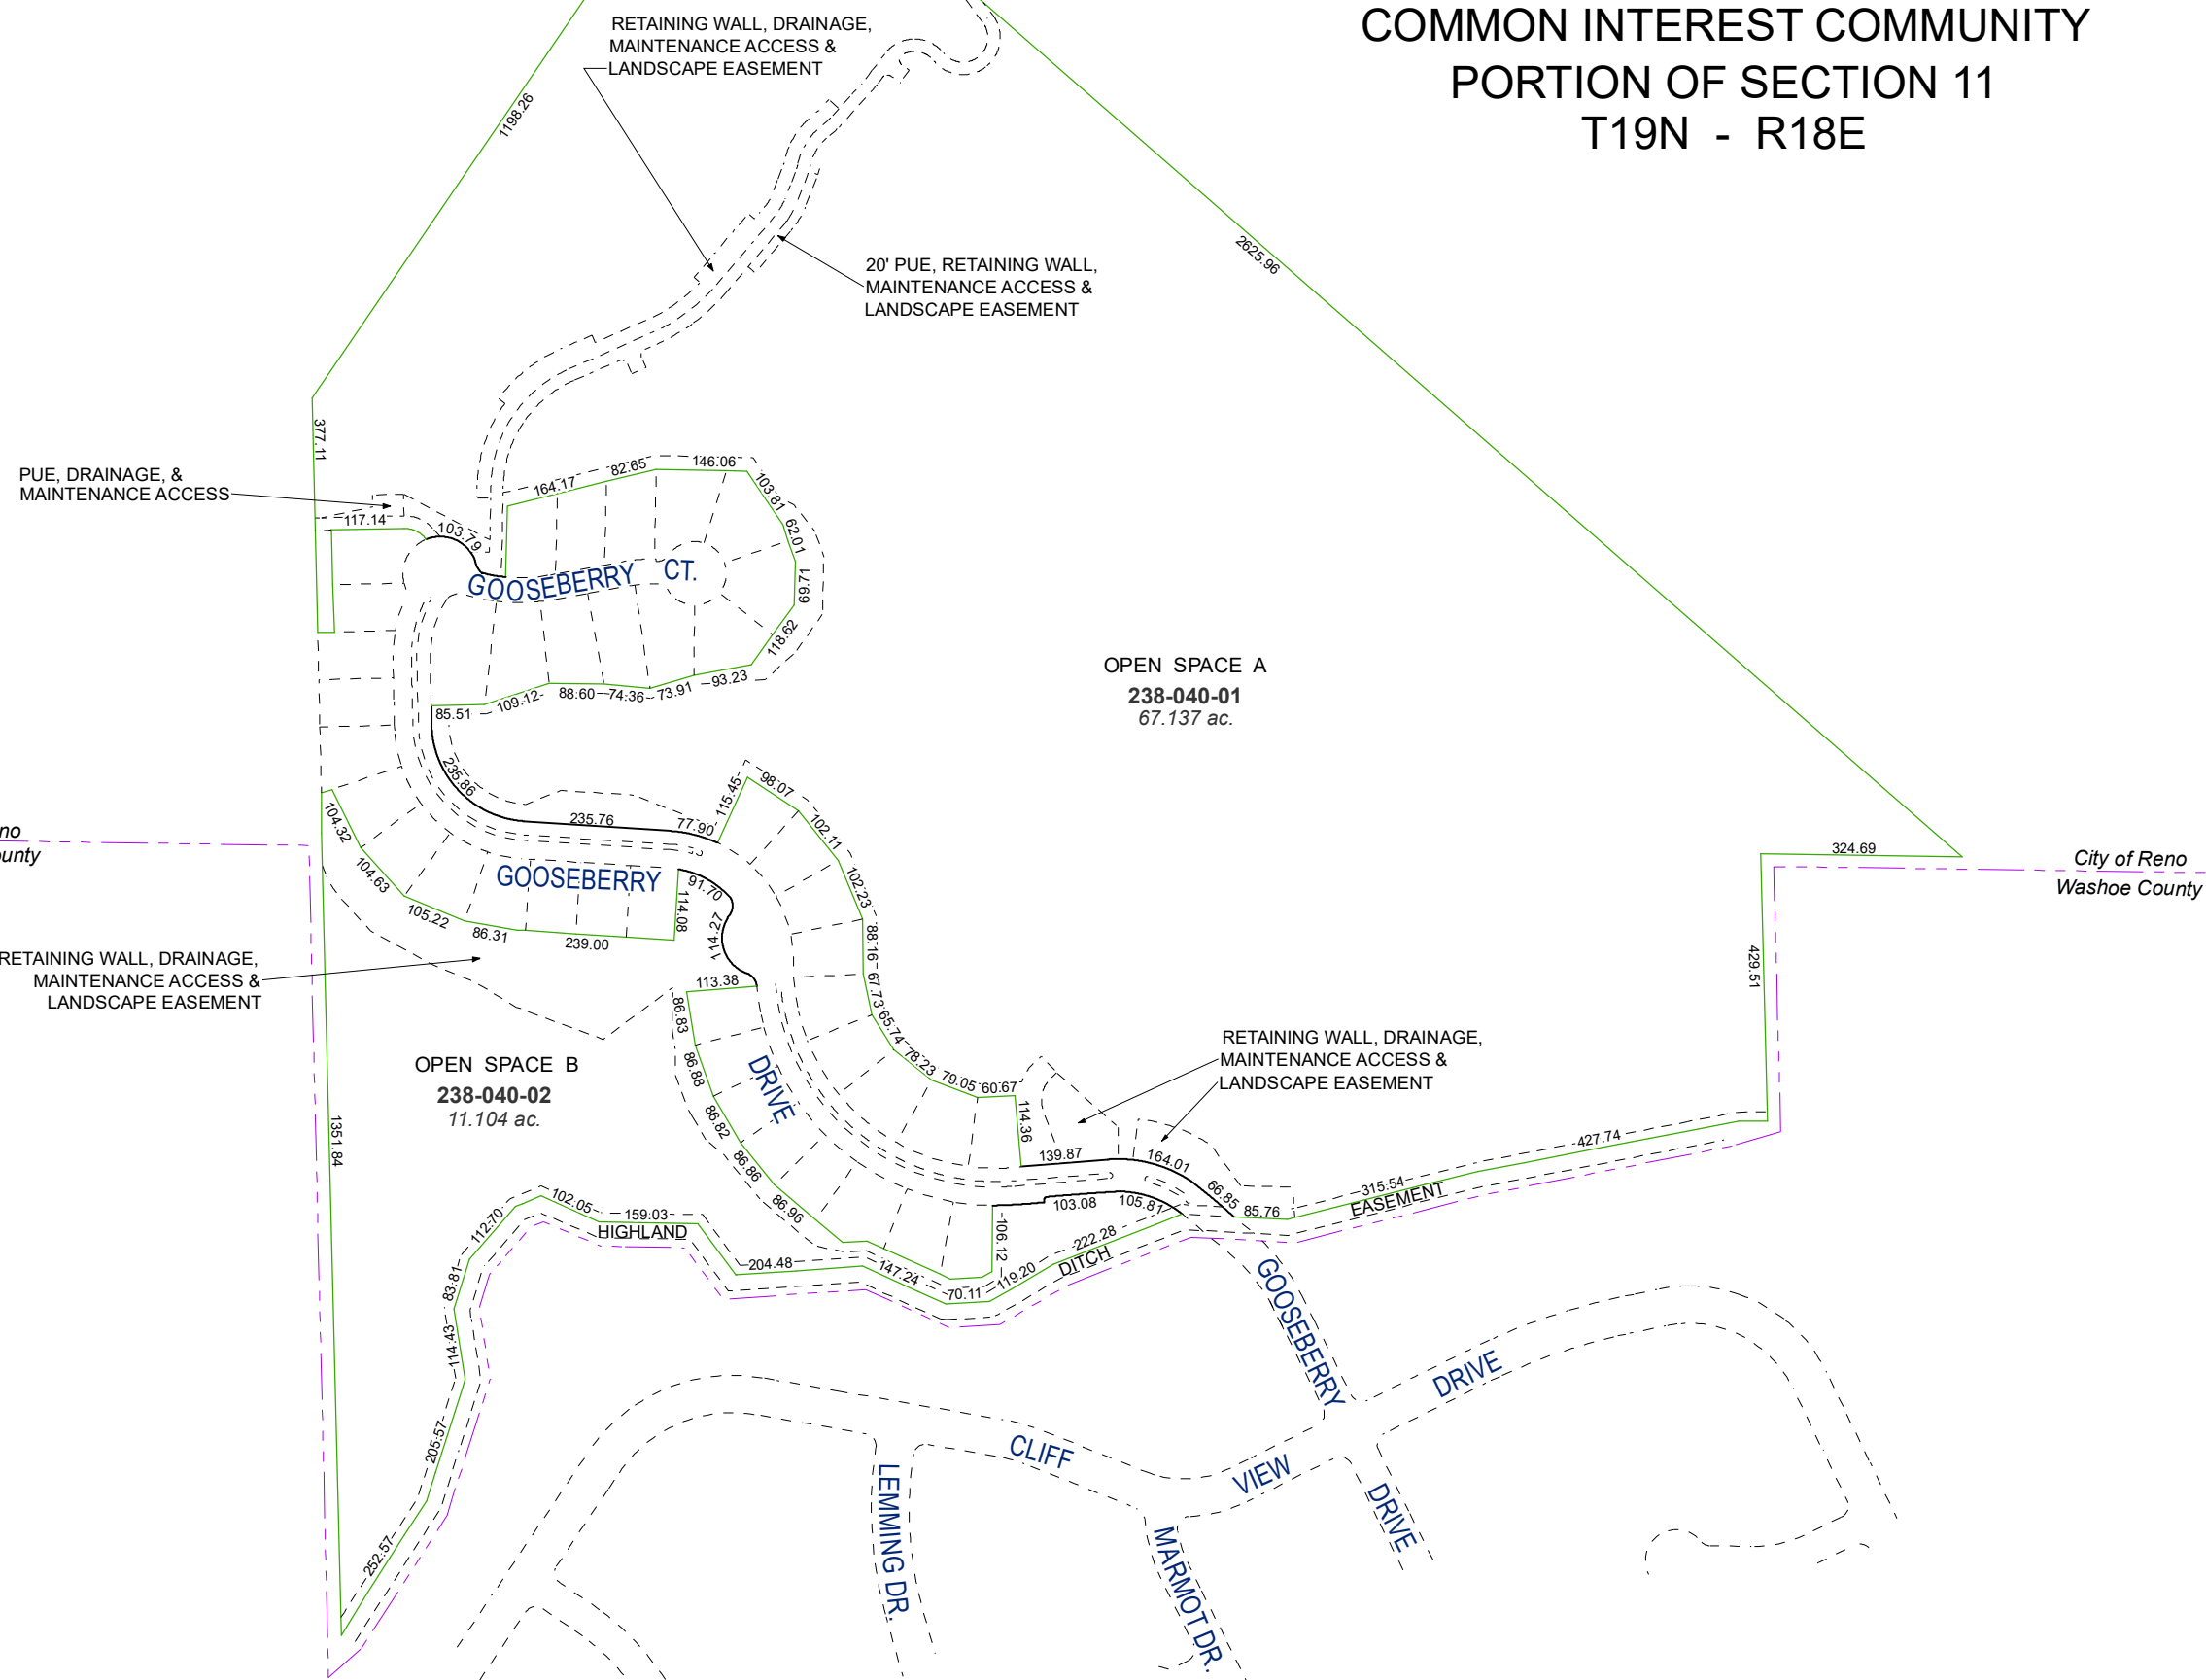 COMMON INTEREST COMMUNITY
PORTION OF SECTION 11
T19N - R18E
RETAINING WALL, DRAINAGE,
MAINTENANCE ACCESS &
LANDSCAPE EASEMENT
1198.26
2625.96
20' PUE, RETAINING WALL,
MAINTENANCE ACCESS &
LANDSCAPE EASEMENT
377.11
PUE, DRAINAGE, &
MAINTENANCE ACCESS
117.14
103.79
164.17
82.65
146.06
103.81
62.01
69.71
118.62
93.23
73.91
74.36
88.60
109.12
85.51
GOOSEBERRY CT.
OPEN SPACE A
238-040-01
67.137 ac.
235.86
235.76
77.90
115.45
98.07
102.11
102.23
88.16
67.73
65.74
78.23
79.05
60.67
114.36
104.32
104.63
105.22
86.31
239.00
114.08
91.70
114.27
113.38
GOOSEBERRY
DRIVE
no
ounty
324.69
City of Reno
Washoe County
429.51
RETAINING WALL, DRAINAGE,
MAINTENANCE ACCESS &
LANDSCAPE EASEMENT
OPEN SPACE B
238-040-02
11.104 ac.
86.83
86.88
86.82
86.86
86.96
RETAINING WALL, DRAINAGE,
MAINTENANCE ACCESS &
LANDSCAPE EASEMENT
139.87
164.01
66.85
85.76
103.08
105.81
106.12
222.28
119.20
70.11
147.24
204.48
159.03
102.05
112.70
83.81
114.43
205.57
252.57
1351.84
315.54
427.74
HIGHLAND
DITCH
EASEMENT
GOOSEBERRY
DRIVE
CLIFF
VIEW
DRIVE
LEMMING DR.
MARMOT DR.